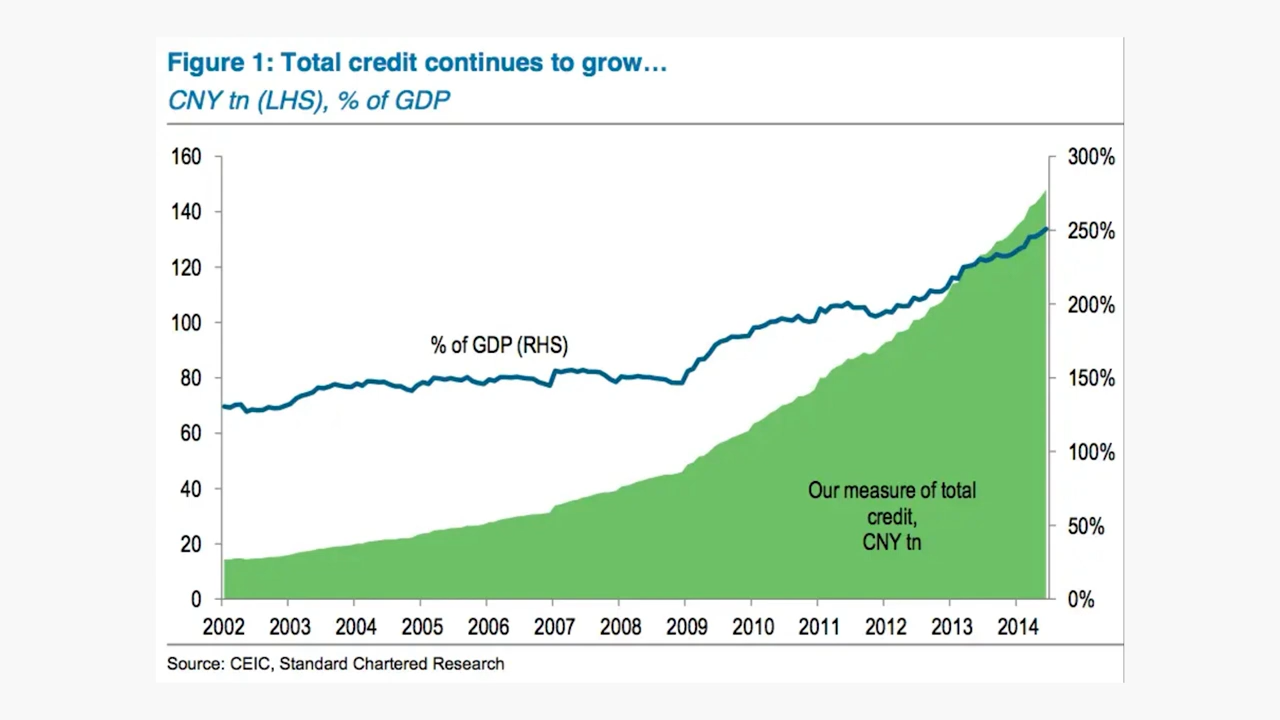 Figure 1: Total credit continues to grow…
CNY tn (LHS), % of GDP
160
140
120
100
80
60
40
20
0
300%
250%
200%
150%
100%
50%
0%
% of GDP (RHS)
Our measure of total
credit,
CNY tn
2002 2003 2004 2005 2006 2007 2008 2009 2010 2011 2012 2013 2014
Source: CEIC, Standard Chartered Research